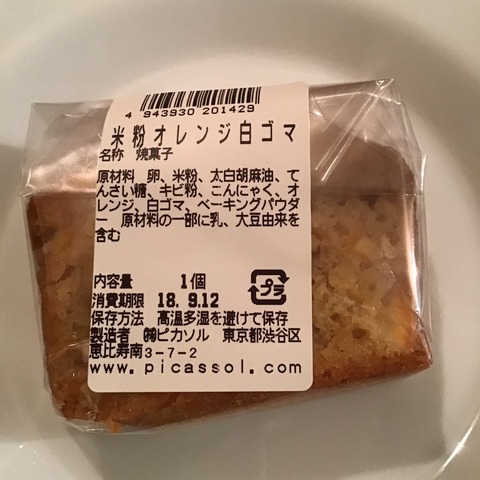 4 943930 201429
米粉オレンジ白ゴマ
名称 焼菓子
原材料 卵、米粉、太白胡麻油、て
んさい糖、キビ粉、こんにゃく、オ
レンジ、白ゴマ、ベーキングパウダ
ー 原材料の一部に乳、大豆由来を
含む
内容量 1個
消費期限 18. 9.12
プラ
保存方法 高温多湿を避けて保存
製造者 ㈲ピカソル 東京都渋谷区
恵比寿南3-7-2
www.picassol.com